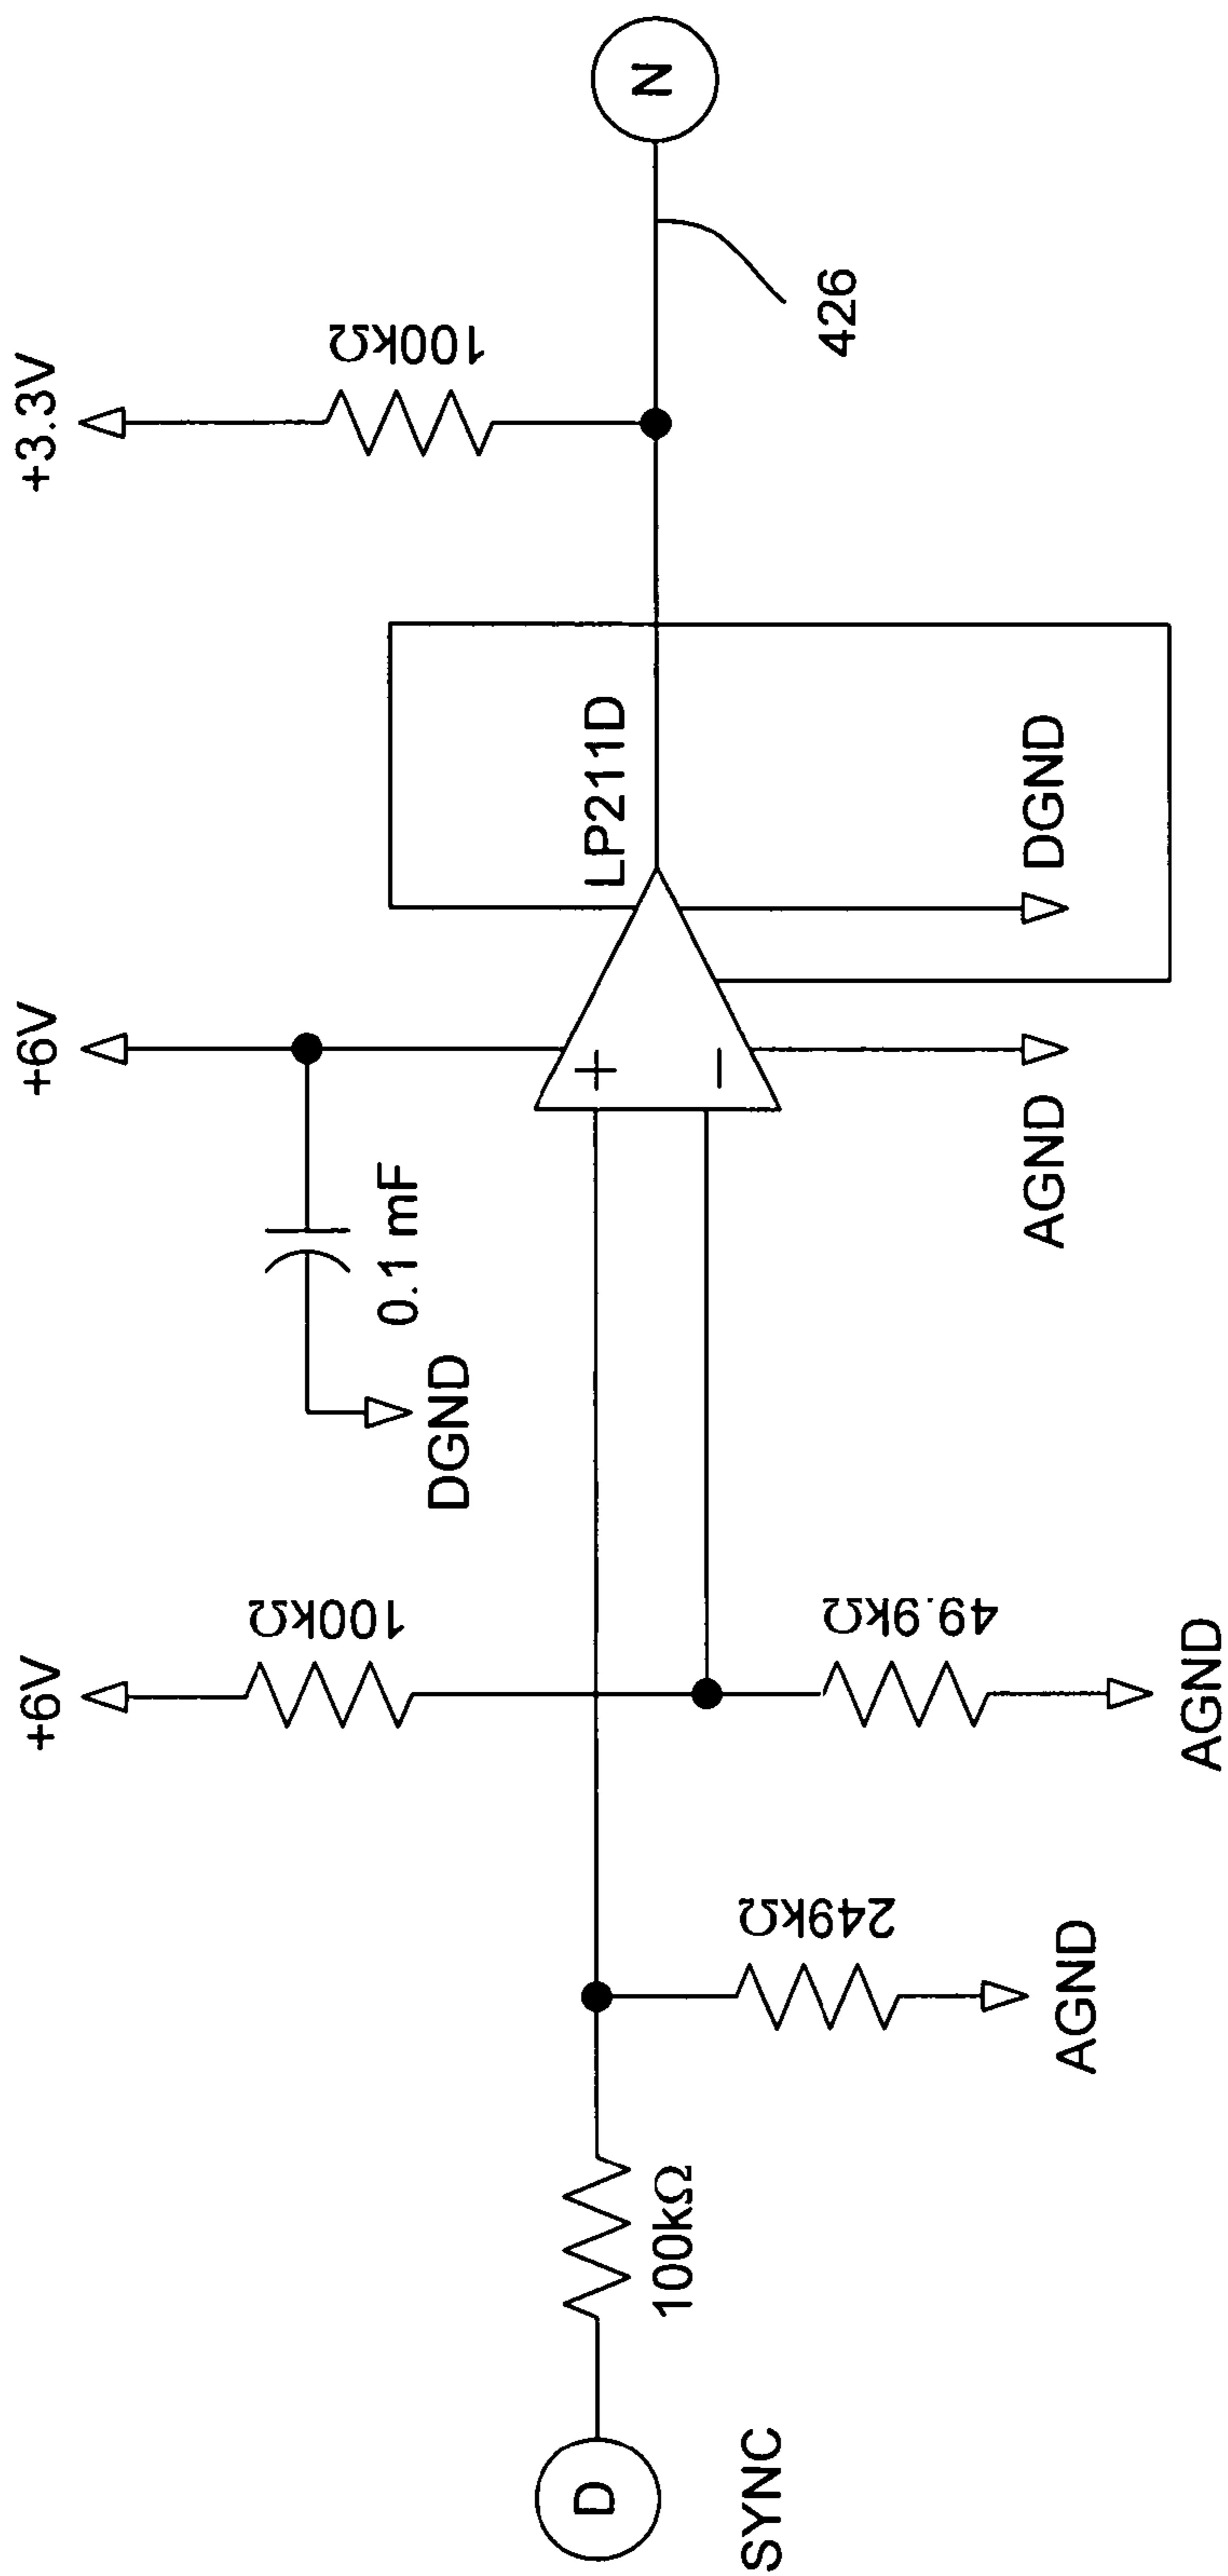 +6V
+6V
+3.3V
100kΩ
0.1 mF
DGND
100kΩ
LP211D
N
426
D
SYNC
100kΩ
249kΩ
AGND
49.9kΩ
AGND
+
−
AGND
DGND